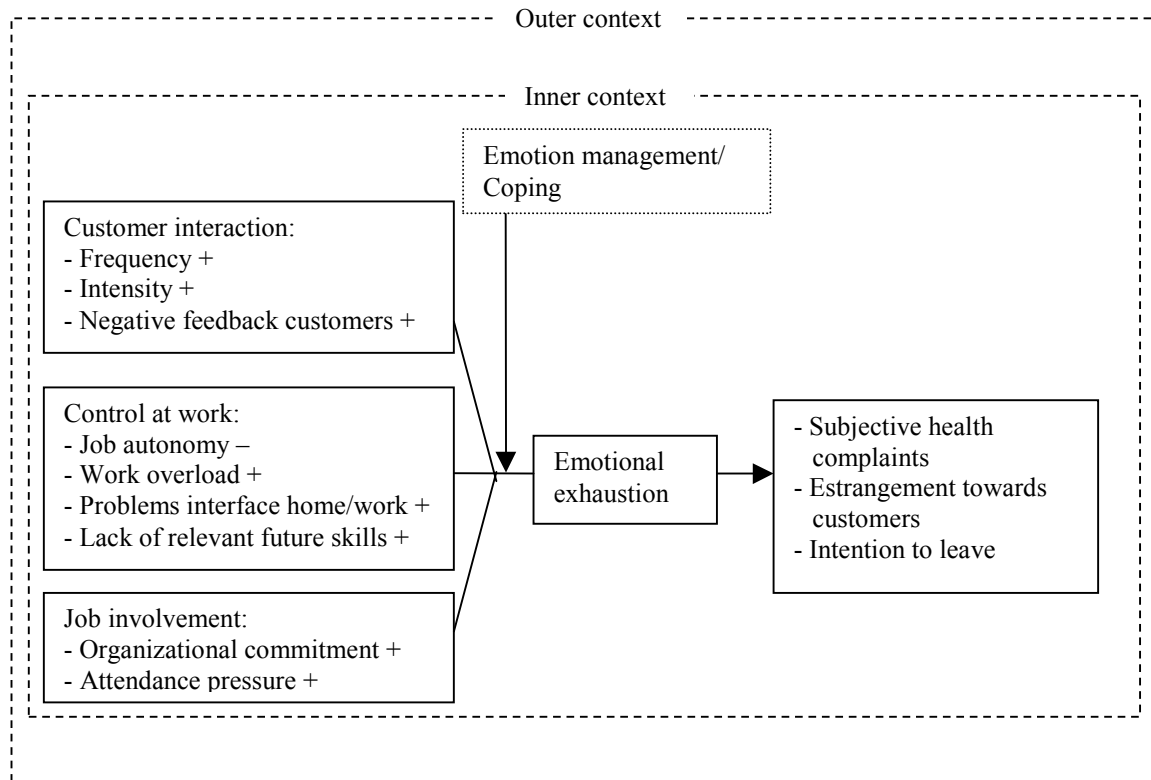 Outer context
Inner context
Emotion management/
Coping
Customer interaction:
- Frequency +
- Intensity +
- Negative feedback customers +
Control at work:
- Job autonomy –
- Work overload +
- Problems interface home/work +
- Lack of relevant future skills +
Job involvement:
- Organizational commitment +
- Attendance pressure +
Emotional
exhaustion
- Subjective health
complaints
- Estrangement towards
customers
- Intention to leave